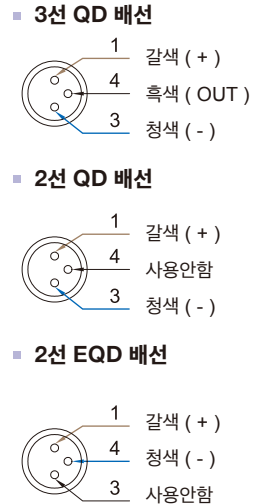 3선 QD 배선
1 갈색 ( + )
4 흑색 ( OUT )
3 청색 ( - )
2선 QD 배선
1 갈색 ( + )
4 사용안함
3 청색 ( - )
2선 EQD 배선
1 갈색 ( + )
4 청색 ( - )
3 사용안함